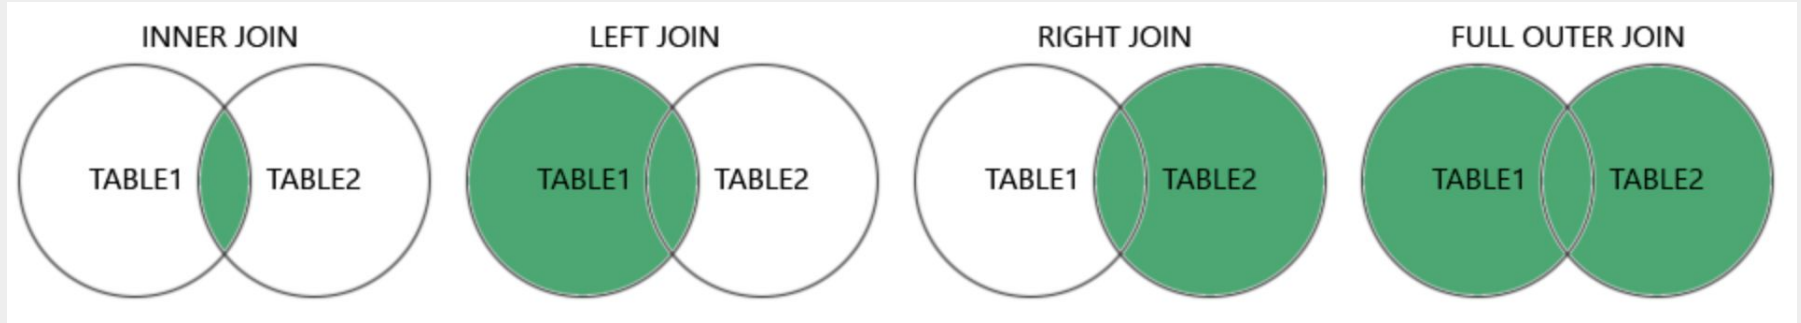 INNER JOIN
LEFT JOIN
RIGHT JOIN
FULL OUTER JOIN
TABLE1 TABLE2
TABLE1 TABLE2
TABLE1 TABLE2
TABLE1 TABLE2